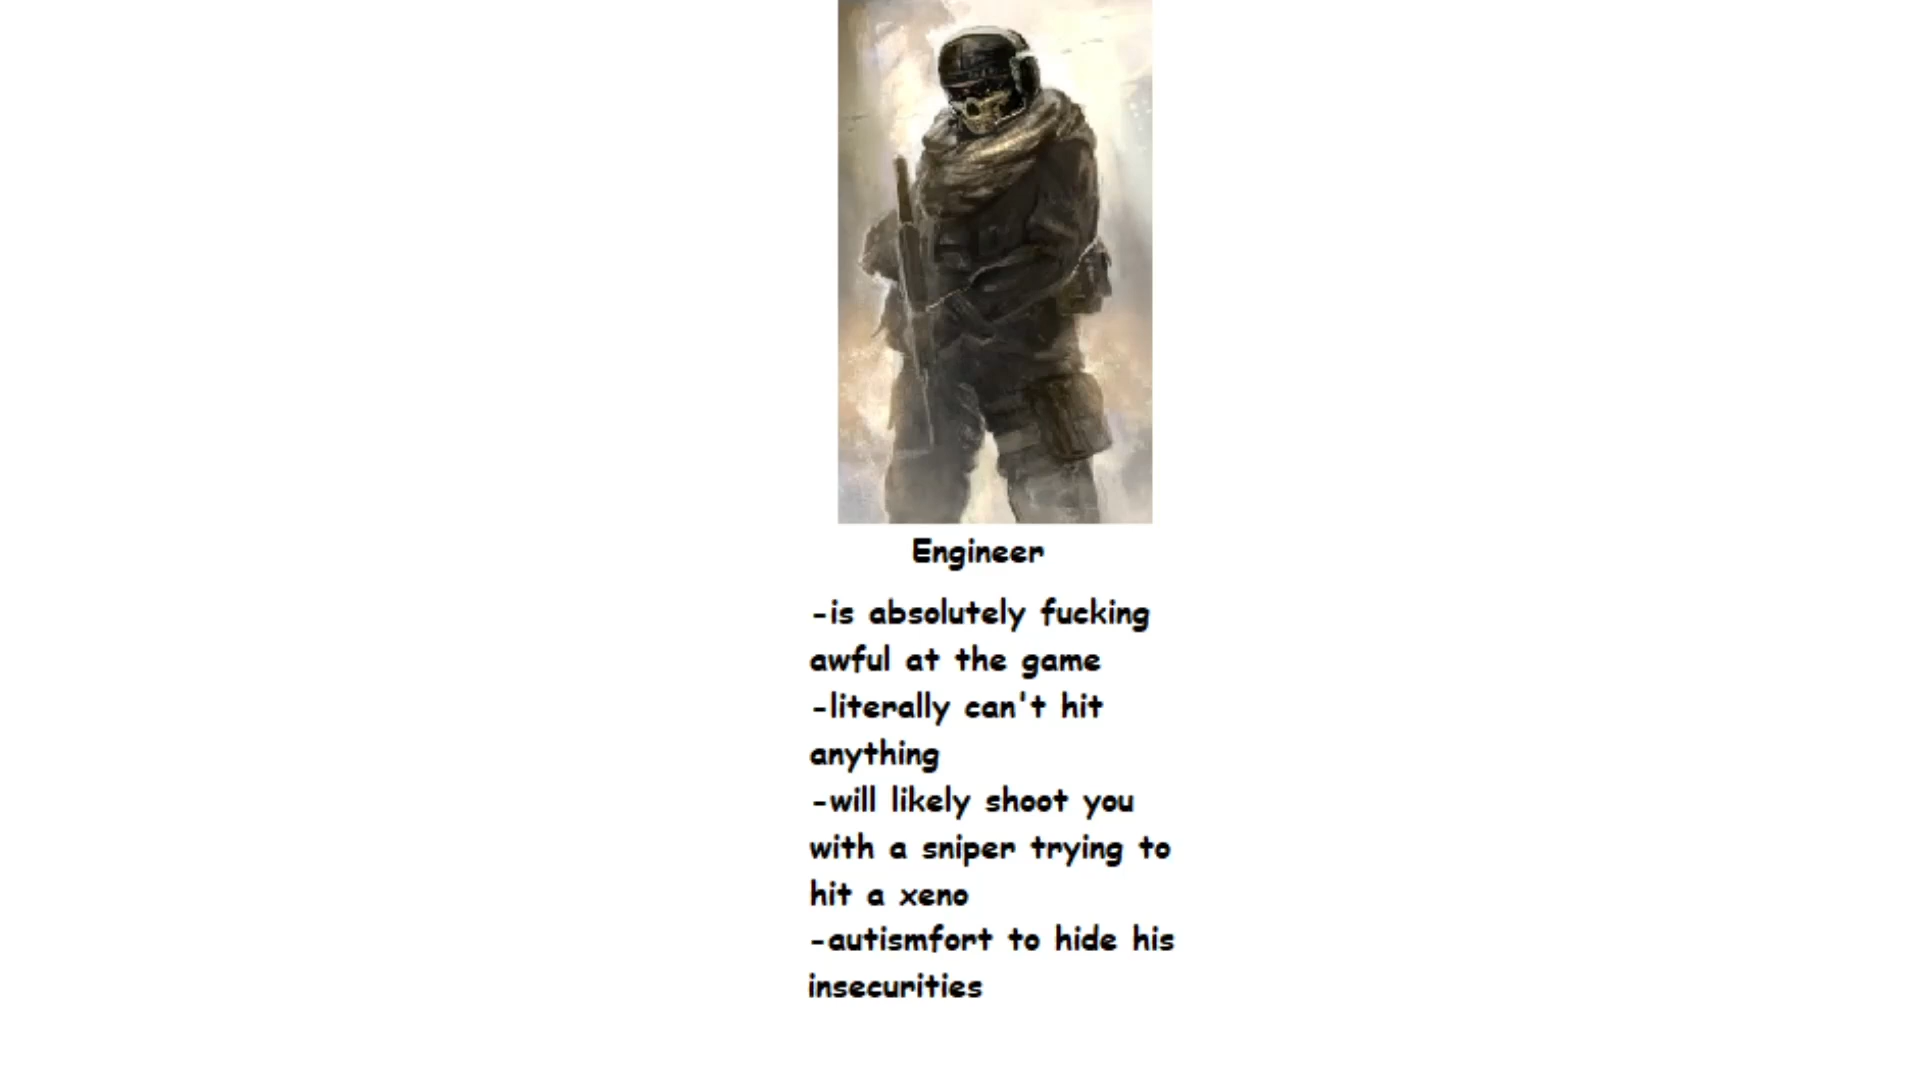 Engineer
-is absolutely fucking
awful at the game
-literally can't hit
anything
-will likely shoot you
with a sniper trying to
hit a xeno
-autismfort to hide his
insecurities